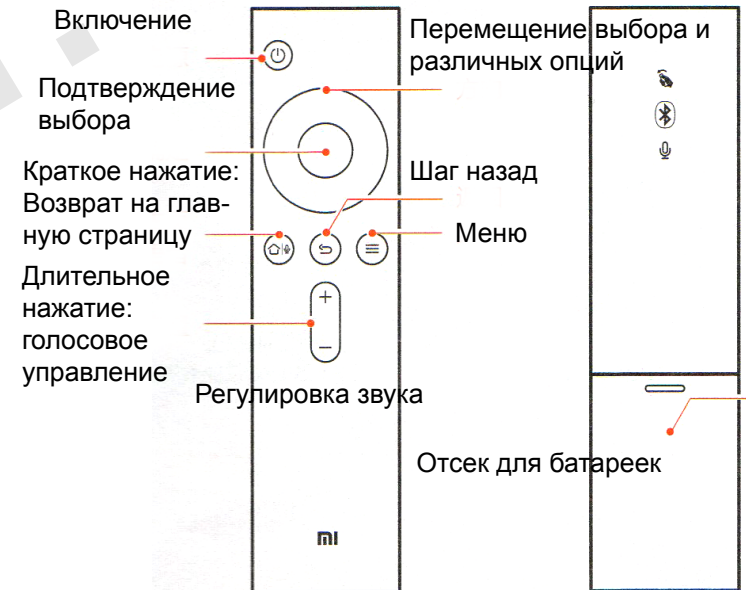 Включение
Перемещение выбора и
различных опций
Подтверждение
выбора
Краткое нажатие:
Возврат на глав-
ную страницу
Шаг назад
Меню
Длительное
нажатие:
голосовое
управление
Регулировка звука
Отсек для батареек
mi